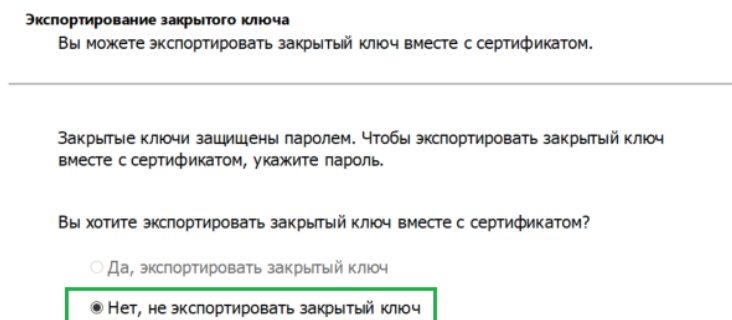 Экспортирование закрытого ключа
Вы можете экспортировать закрытый ключ вместе с сертификатом.
Закрытые ключи защищены паролем. Чтобы экспортировать закрытый ключ
вместе с сертификатом, укажите пароль.
Вы хотите экспортировать закрытый ключ вместе с сертификатом?
Да, экспортировать закрытый ключ
Нет, не экспортировать закрытый ключ